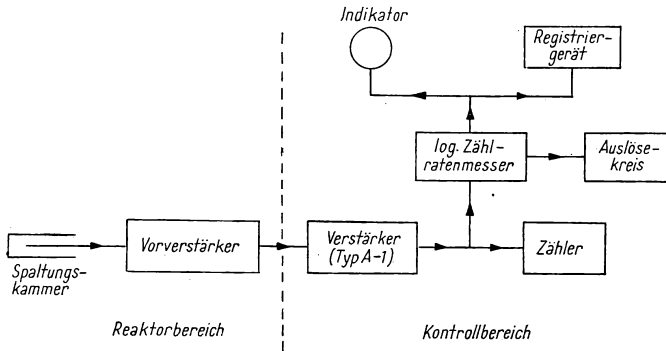 Indikator
Registrier-
gerät
log. Zähl-
ratenmesser
Auslöse-
kreis
Vorverstärker
Verstärker
(Typ A-1)
Zähler
Spaltungs-
kammer
Reaktorbereich
Kontrollbereich